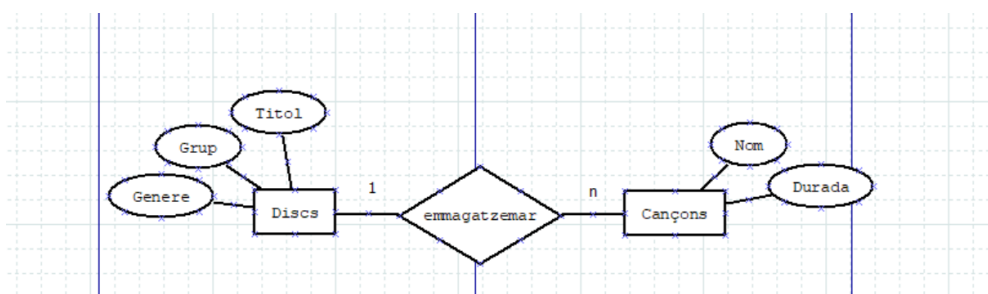 Titol
Grup
Genere
Discs
1
emmagatzemar
n
Cançons
Nom
Durada